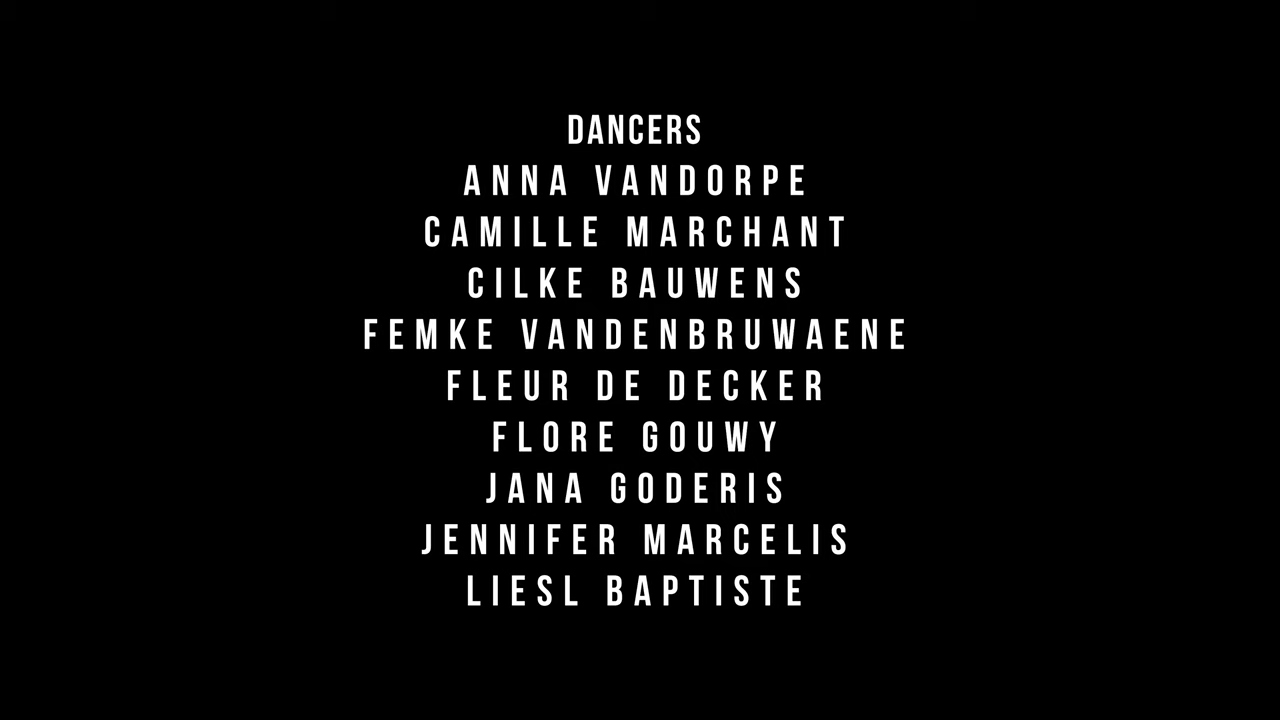 DANCERS
ANNA VANDORPE
CAMILLE MARCHANT
CILKE BAUWENS
FEMKE VANDENBRUWAENE
FLEUR DE DECKER
FLORE GOUWY
JANA GODERIS
JENNIFER MARCELIS
LIESL BAPTISTE